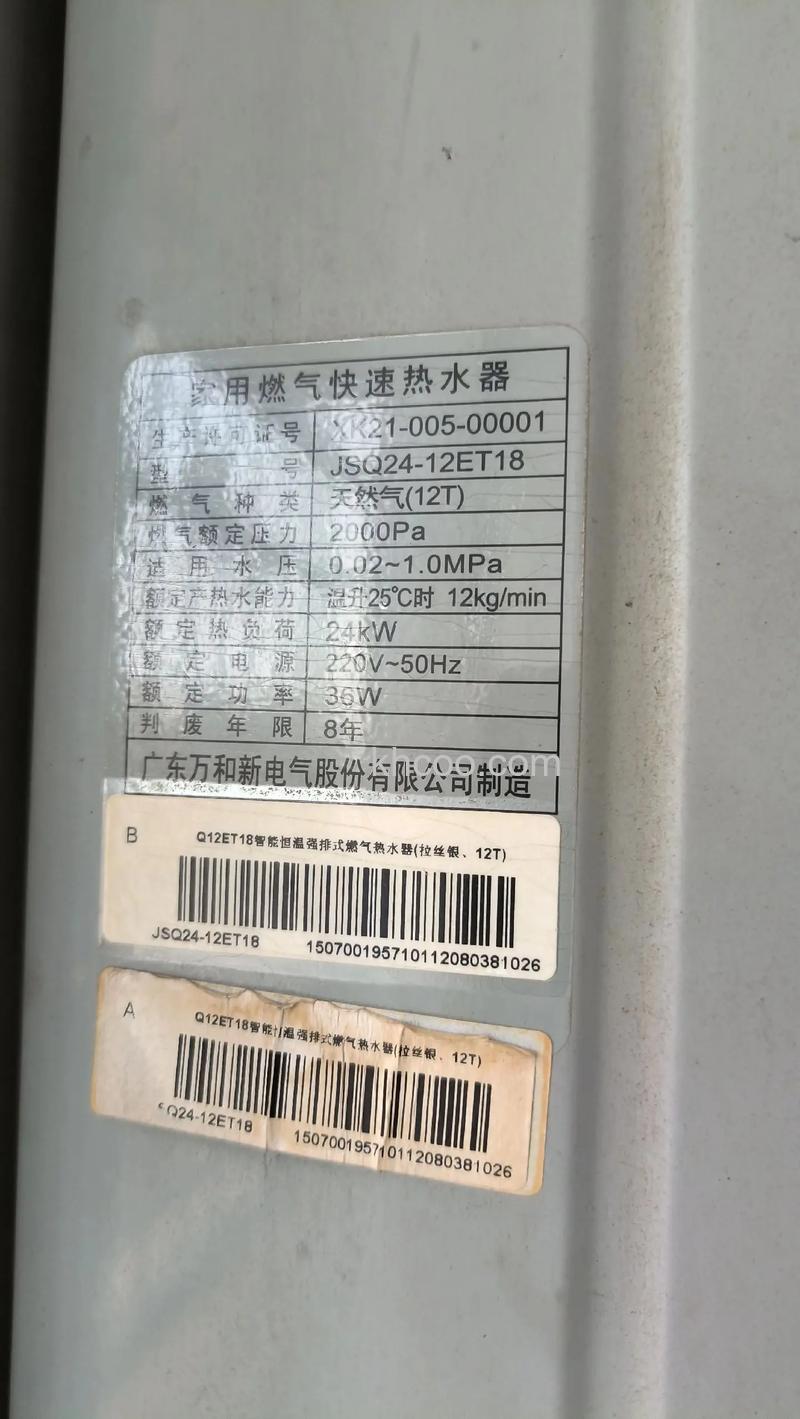 家用燃气快速热水器
生产许可证号 XK21-005-00001
型号 JSQ24-12ET18
燃气种类 天然气(12T)
燃气额定压力 2000Pa
适用水压 0.02~1.0MPa
额定产热水能力 温升25℃时 12kg/min
额定热负荷 24kW
额定电源 220V~50Hz
额定功率 36W
判废年限 8年
khcoo.com
广东万和新电气股份有限公司制造
B Q12ET18智能恒温强排式燃气热水器(拉丝银、12T)
JSQ24-12ET18 150700195710112080381026
A Q12ET18智能恒温强排式燃气热水器(拉丝银、12T)
SQ24-12ET18 150700195710112080381026